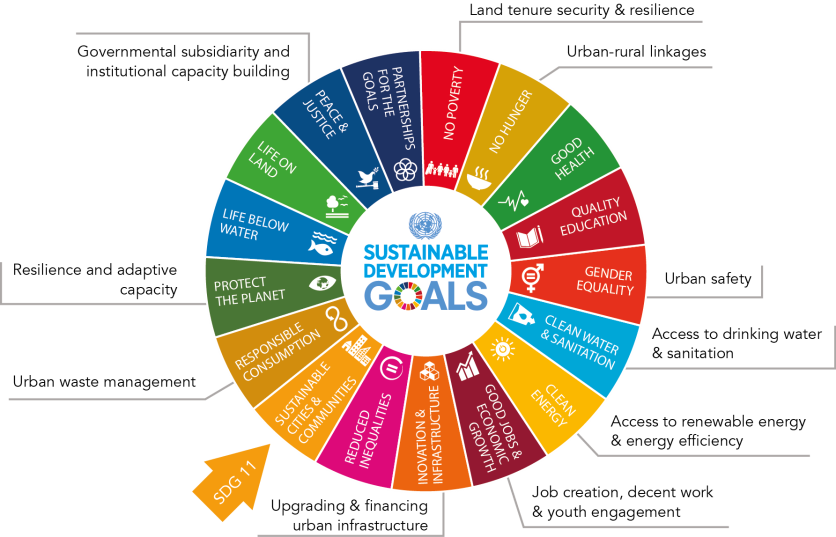 Land tenure security & resilience
Governmental subsidiarity and
institutional capacity building
Urban-rural linkages
PARTNERSHIPS
FOR THE
GOALS
NO POVERTY
NO HUNGER
GOOD
HEALTH
QUALITY
EDUCATION
GENDER
EQUALITY
CLEAN WATER
& SANITATION
CLEAN
ENERGY
GOOD JOBS &
ECONOMIC
GROWTH
INOVATION &
INFRASTRUCTURE
REDUCED
INEQUALITIES
SUSTAINABLE
CITIES &
COMMUNITIES
RESPONSIBLE
CONSUMPTION
PROTECT
THE PLANET
LIFE BELOW
WATER
LIFE ON
LAND
PEACE &
JUSTICE
SUSTAINABLE
DEVELOPMENT
GOALS
Resilience and adaptive
capacity
Urban safety
Access to drinking water
& sanitation
Urban waste management
Access to renewable energy
& energy efficiency
SDG 11
Job creation, decent work
& youth engagement
Upgrading & financing
urban infrastructure